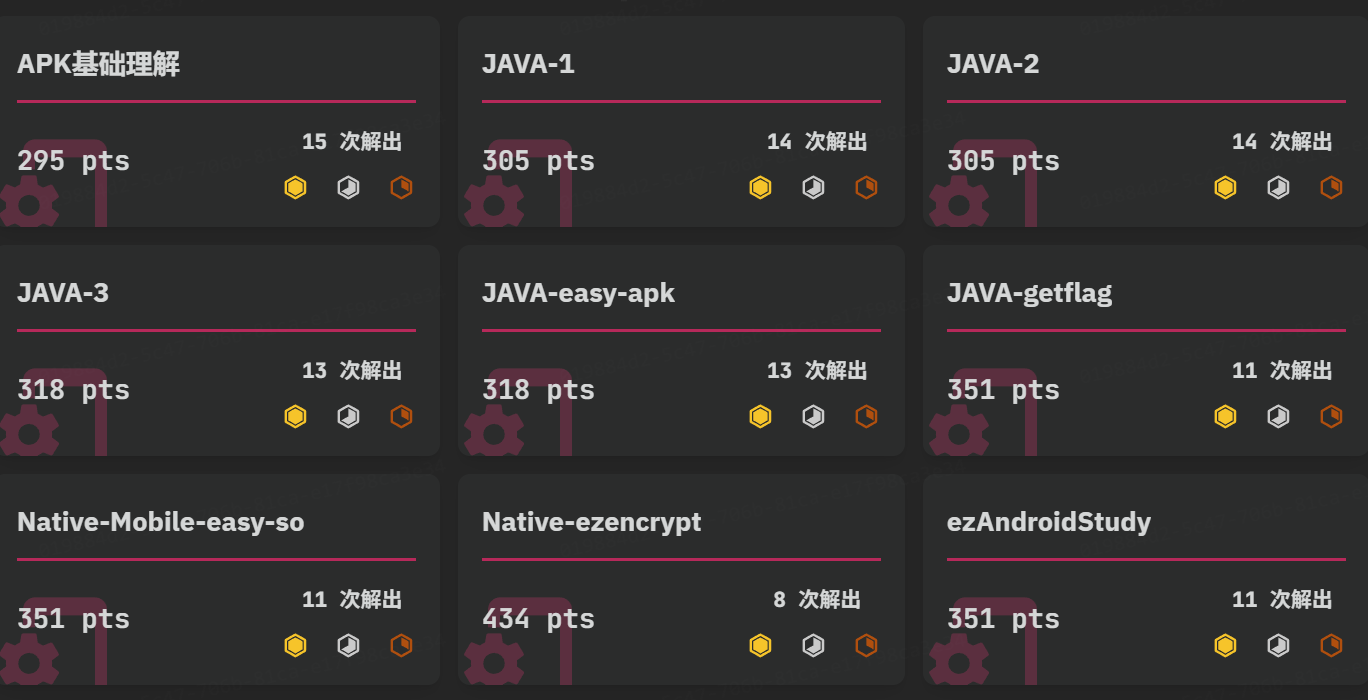 APK基础理解
15 次解出
295 pts
JAVA-1
14 次解出
305 pts
JAVA-2
14 次解出
305 pts
JAVA-3
13 次解出
318 pts
JAVA-easy-apk
13 次解出
318 pts
JAVA-getflag
11 次解出
351 pts
Native-Mobile-easy-so
11 次解出
351 pts
Native-ezencrypt
8 次解出
434 pts
ezAndroidStudy
11 次解出
351 pts